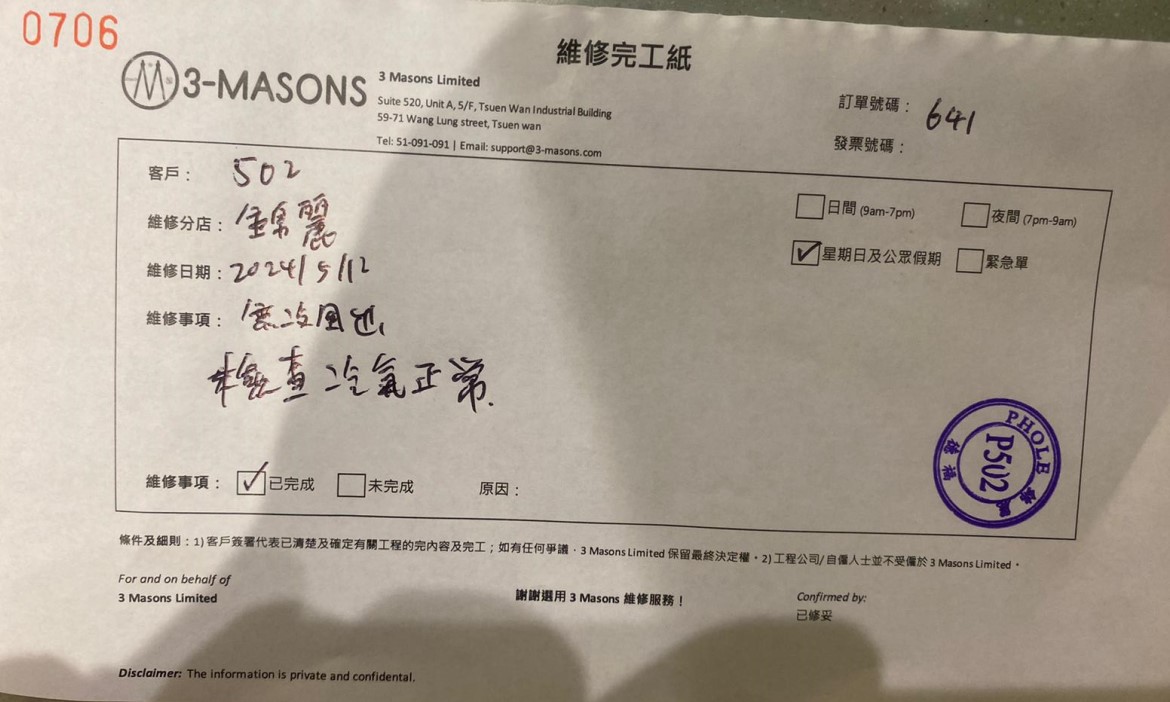 0706
3-MASONS
維修完工紙
3 Masons Limited
Suite 520, Unit A, 5/F, Tsuen Wan Industrial Building
59-71 Wang Lung street, Tsuen wan
Tel: 51-091-091 | Email: support@3-masons.com
訂單號碼： 641
發票號碼：
客戶： 502
維修分店： 錦麗
維修日期： 2024/5/12
維修事項：
檢查冷氣正常.
日間 (9am-7pm)
夜間 (7pm-9am)
星期日及公眾假期
緊急單
維修事項： 已完成 未完成 原因：
PHOLE
P502
條件及細則：1) 客戶簽署代表已清楚及確定有關工程的完內容及完工；如有任何爭議，3 Masons Limited 保留最終決定權。2) 工程公司/自僱人士並不受僱於 3 Masons Limited。
For and on behalf of
3 Masons Limited
謝謝選用 3 Masons 維修服務！
Confirmed by:
已修妥
Disclaimer: The information is private and confidental.